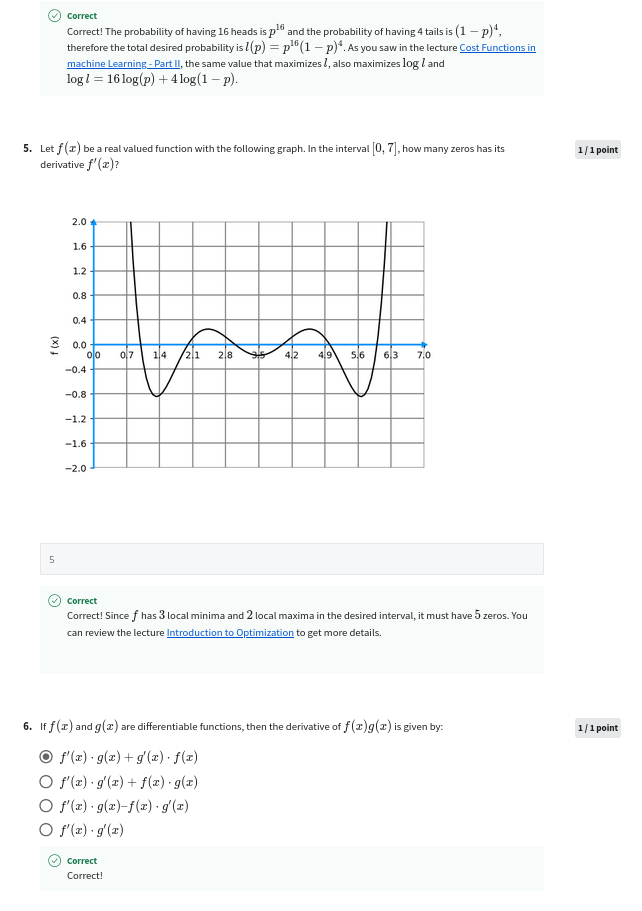 Correct
Correct! The probability of having 16 heads is p^16 and the probability of having 4 tails is (1 − p)^4,
therefore the total desired probability is l(p) = p^16(1 − p)^4. As you saw in the lecture Cost Functions in
machine Learning - Part II, the same value that maximizes l, also maximizes log l and
log l = 16 log(p) + 4 log(1 − p).
5. Let f(x) be a real valued function with the following graph. In the interval [0, 7], how many zeros has its
derivative f′(x)?
1 / 1 point
2.0
1.6
1.2
0.8
0.4
0.0
−0.4
−0.8
−1.2
−1.6
−2.0
f (x)
0.0 0.7 1.4 2.1 2.8 3.5 4.2 4.9 5.6 6.3 7.0
5
Correct
Correct! Since f has 3 local minima and 2 local maxima in the desired interval, it must have 5 zeros. You
can review the lecture Introduction to Optimization to get more details.
6. If f(x) and g(x) are differentiable functions, then the derivative of f(x)g(x) is given by:
1 / 1 point
f′(x) · g(x) + g′(x) · f(x)
f′(x) · g′(x) + f(x) · g(x)
f′(x) · g(x)−f(x) · g′(x)
f′(x) · g′(x)
Correct
Correct!